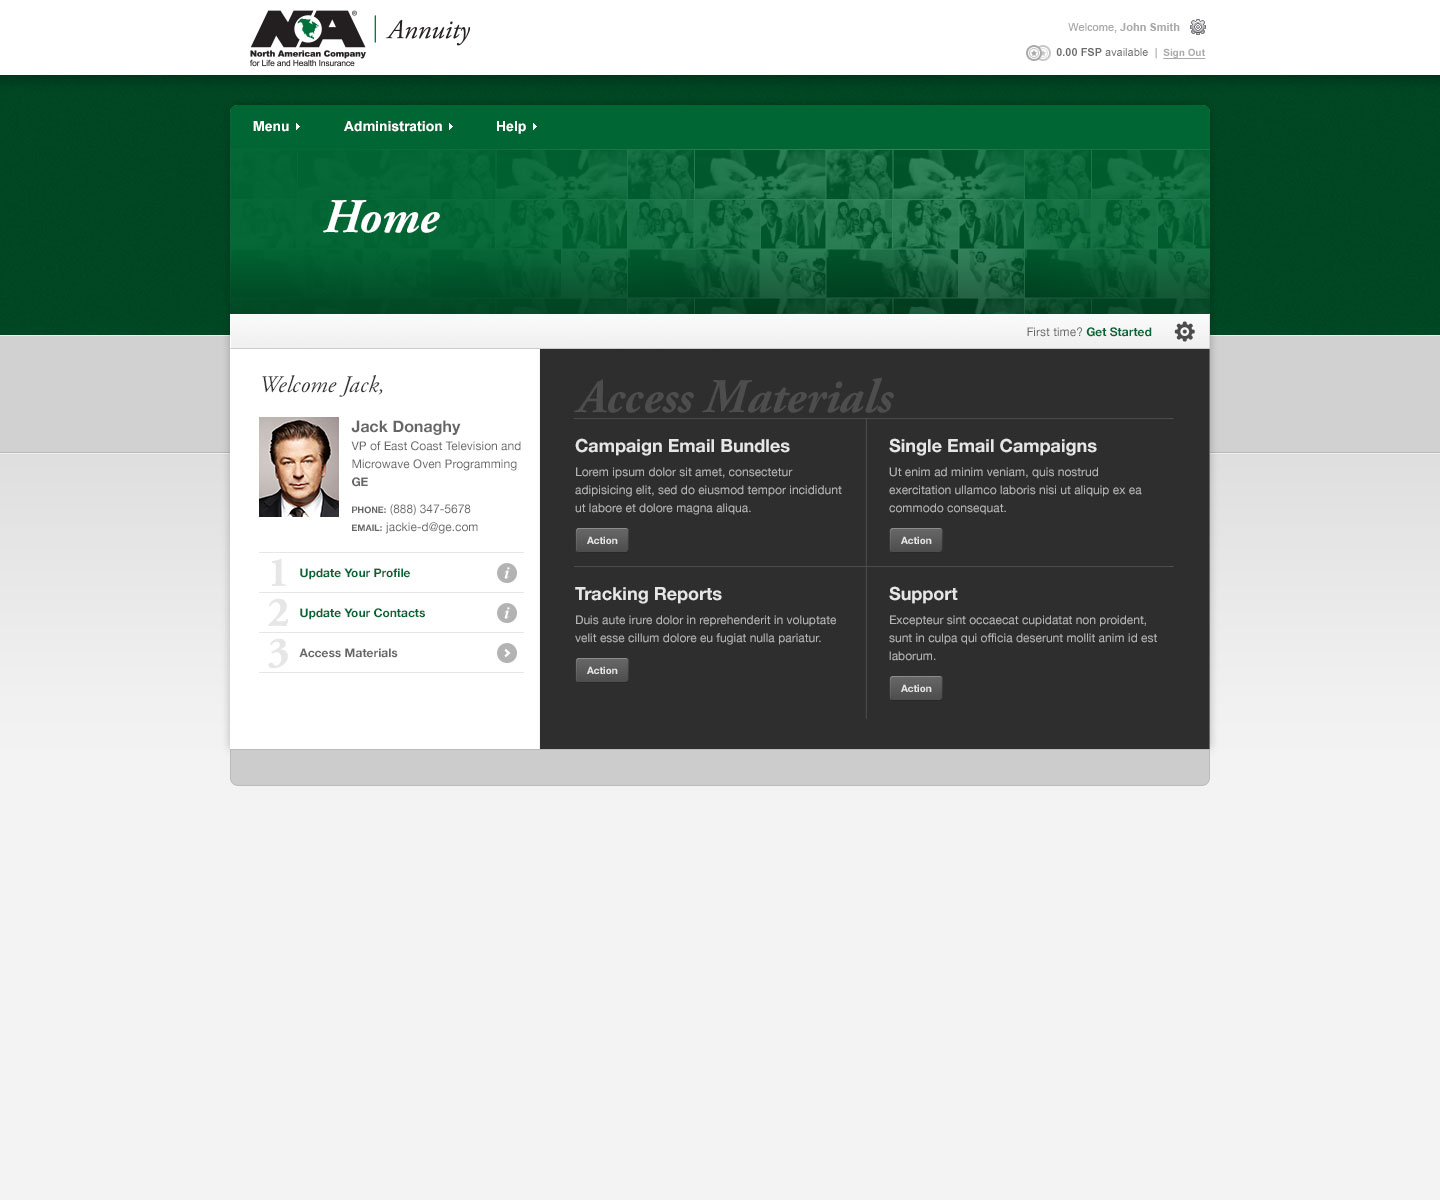 NA®
North American Company
for Life and Health Insurance
Annuity
Welcome, John Smith
0.00 FSP available | Sign Out
Menu
Administration
Help
Home
First time? Get Started
Welcome Jack,
Jack Donaghy
VP of East Coast Television and
Microwave Oven Programming
GE
PHONE: (888) 347-5678
EMAIL: jackie-d@ge.com
1 Update Your Profile i
2 Update Your Contacts i
3 Access Materials
Access Materials
Campaign Email Bundles
Lorem ipsum dolor sit amet, consectetur
adipisicing elit, sed do eiusmod tempor incididunt
ut labore et dolore magna aliqua.
Action
Single Email Campaigns
Ut enim ad minim veniam, quis nostrud
exercitation ullamco laboris nisi ut aliquip ex ea
commodo consequat.
Action
Tracking Reports
Duis aute irure dolor in reprehenderit in voluptate
velit esse cillum dolore eu fugiat nulla pariatur.
Action
Support
Excepteur sint occaecat cupidatat non proident,
sunt in culpa qui officia deserunt mollit anim id est
laborum.
Action